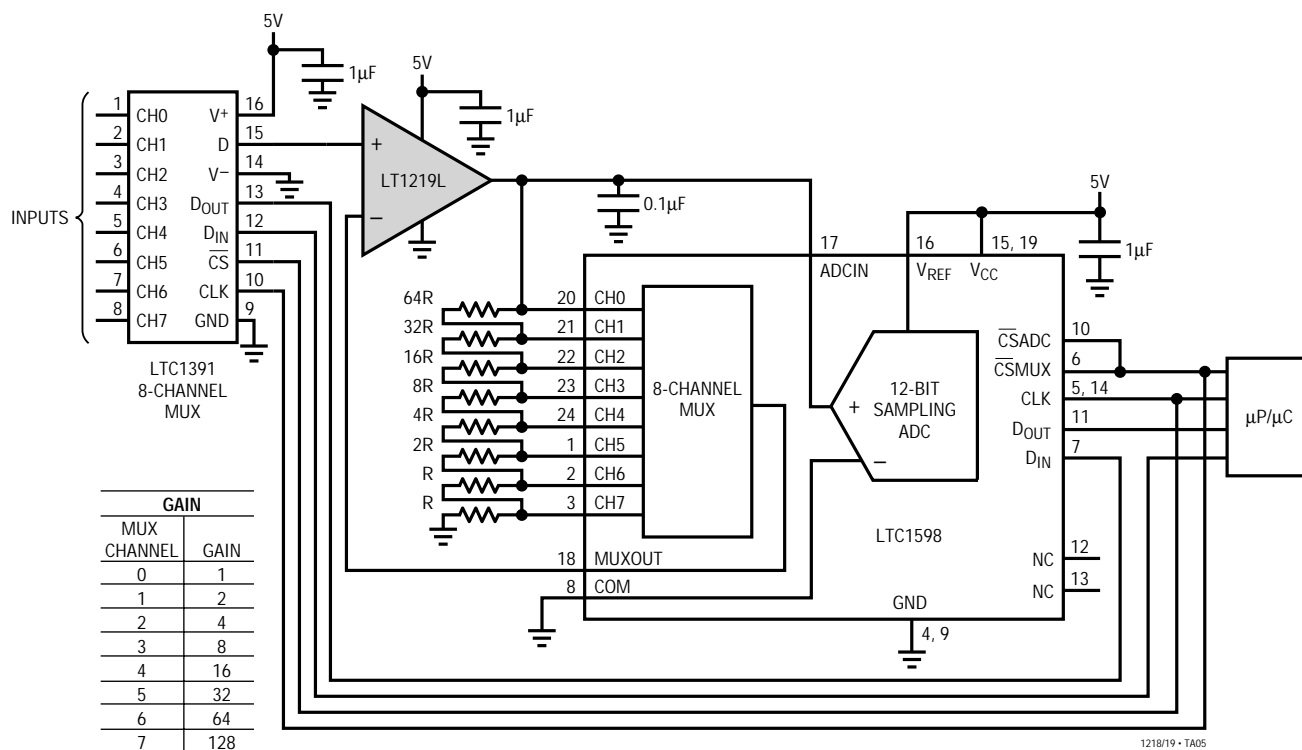 5V
1µF
5V
1µF
INPUTS
1 CH0 V+ 16
2 CH1 D 15
3 CH2 V− 14
4 CH3 DOUT 13
5 CH4 DIN 12
6 CH5 CS 11
7 CH6 CLK 10
8 CH7 GND 9
LTC1391
8-CHANNEL
MUX
+
LT1219L
−
0.1µF
5V
1µF
17
ADCIN
16
VREF
15, 19
VCC
64R 20 CH0
32R 21 CH1
16R 22 CH2
8R 23 CH3
4R 24 CH4
2R 1 CH5
R 2 CH6
R 3 CH7
8-CHANNEL
MUX
18 MUXOUT
8 COM
+
12-BIT
SAMPLING
ADC
−
LTC1598
CSADC 10
CSMUX 6
CLK 5, 14
DOUT 11
DIN 7
NC 12
NC 13
GND
4, 9
µP/µC
GAIN
MUX
CHANNEL GAIN
0 1
1 2
2 4
3 8
4 16
5 32
6 64
7 128
1218/19 • TA05